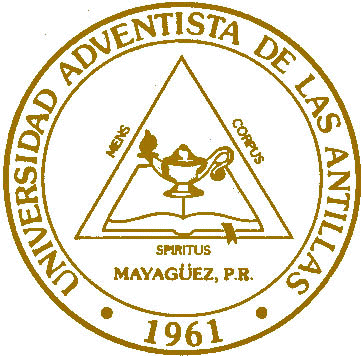 UNIVERSIDAD ADVENTISTA DE LAS ANTILLAS
MENS
CORPUS
SPIRITUS
MAYAGÜEZ, P.R.
• 1961 •